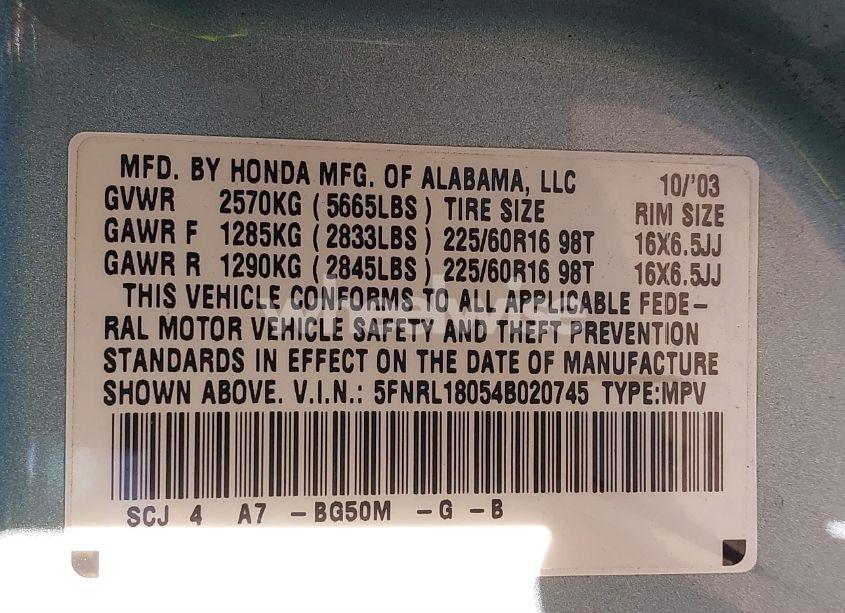 MFD. BY HONDA MFG. OF ALABAMA, LLC 10/'03
GVWR 2570KG ( 5665LBS ) TIRE SIZE RIM SIZE
GAWR F 1285KG ( 2833LBS ) 225/60R16 98T 16X6.5JJ
GAWR R 1290KG ( 2845LBS ) 225/60R16 98T 16X6.5JJ
THIS VEHICLE CONFORMS TO ALL APPLICABLE FEDE-
RAL MOTOR VEHICLE SAFETY AND THEFT PREVENTION
STANDARDS IN EFFECT ON THE DATE OF MANUFACTURE
SHOWN ABOVE. V.I.N.: 5FNRL18054B020745 TYPE:MPV
SCJ 4 A7 -BG50M -G -B
wheelwise